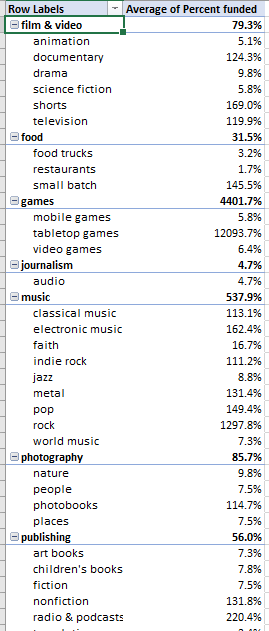 Row Labels Average of Percent funded
film & video 79.3%
animation 5.1%
documentary 124.3%
drama 9.8%
science fiction 5.8%
shorts 169.0%
television 119.9%
food 31.5%
food trucks 3.2%
restaurants 1.7%
small batch 145.5%
games 4401.7%
mobile games 5.8%
tabletop games 12093.7%
video games 6.4%
journalism 4.7%
audio 4.7%
music 537.9%
classical music 113.1%
electronic music 162.4%
faith 16.7%
indie rock 111.2%
jazz 8.8%
metal 131.4%
pop 149.4%
rock 1297.8%
world music 7.3%
photography 85.7%
nature 9.8%
people 7.5%
photobooks 114.7%
places 7.5%
publishing 56.0%
art books 7.3%
children's books 7.8%
fiction 7.5%
nonfiction 131.8%
radio & podcasts 220.4%